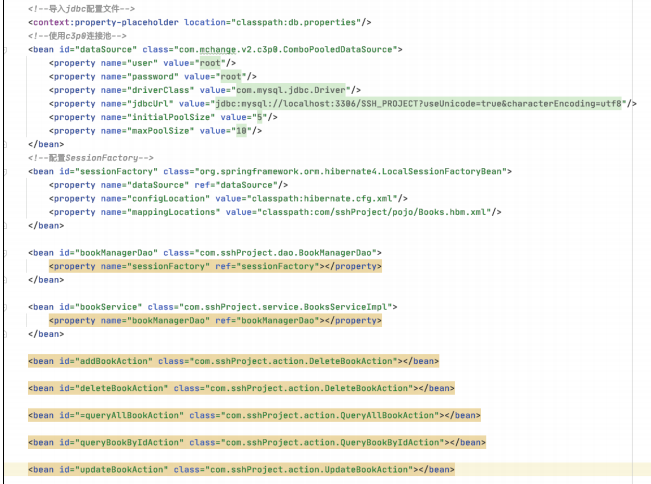 <!--导入jdbc配置文件-->
<context:property-placeholder location="classpath:db.properties"/>
<!--使用c3p0连接池-->
<bean id="dataSource" class="com.mchange.v2.c3p0.ComboPooledDataSource">
<property name="user" value="root"/>
<property name="password" value="root"/>
<property name="driverClass" value="com.mysql.jdbc.Driver"/>
<property name="jdbcUrl" value="jdbc:mysql://localhost:3306/SSH_PROJECT?useUnicode=true&characterEncoding=utf8"/>
<property name="initialPoolSize" value="5"/>
<property name="maxPoolSize" value="10"/>
</bean>
<!--配置SessionFactory-->
<bean id="sessionFactory" class="org.springframework.orm.hibernate4.LocalSessionFactoryBean">
<property name="dataSource" ref="dataSource"/>
<property name="configLocation" value="classpath:hibernate.cfg.xml"/>
<property name="mappingLocations" value="classpath:com/sshProject/pojo/Books.hbm.xml"/>
</bean>
<bean id="bookManagerDao" class="com.sshProject.dao.BookManagerDao">
<property name="sessionFactory" ref="sessionFactory"></property>
</bean>
<bean id="bookService" class="com.sshProject.service.BooksServiceImpl">
<property name="bookManagerDao" ref="bookManagerDao"></property>
</bean>
<bean id="addBookAction" class="com.sshProject.action.DeleteBookAction"></bean>
<bean id="deleteBookAction" class="com.sshProject.action.DeleteBookAction"></bean>
<bean id="=queryAllBookAction" class="com.sshProject.action.QueryAllBookAction"></bean>
<bean id="queryBookByIdAction" class="com.sshProject.action.QueryBookByIdAction"></bean>
<bean id="updateBookAction" class="com.sshProject.action.UpdateBookAction"></bean>